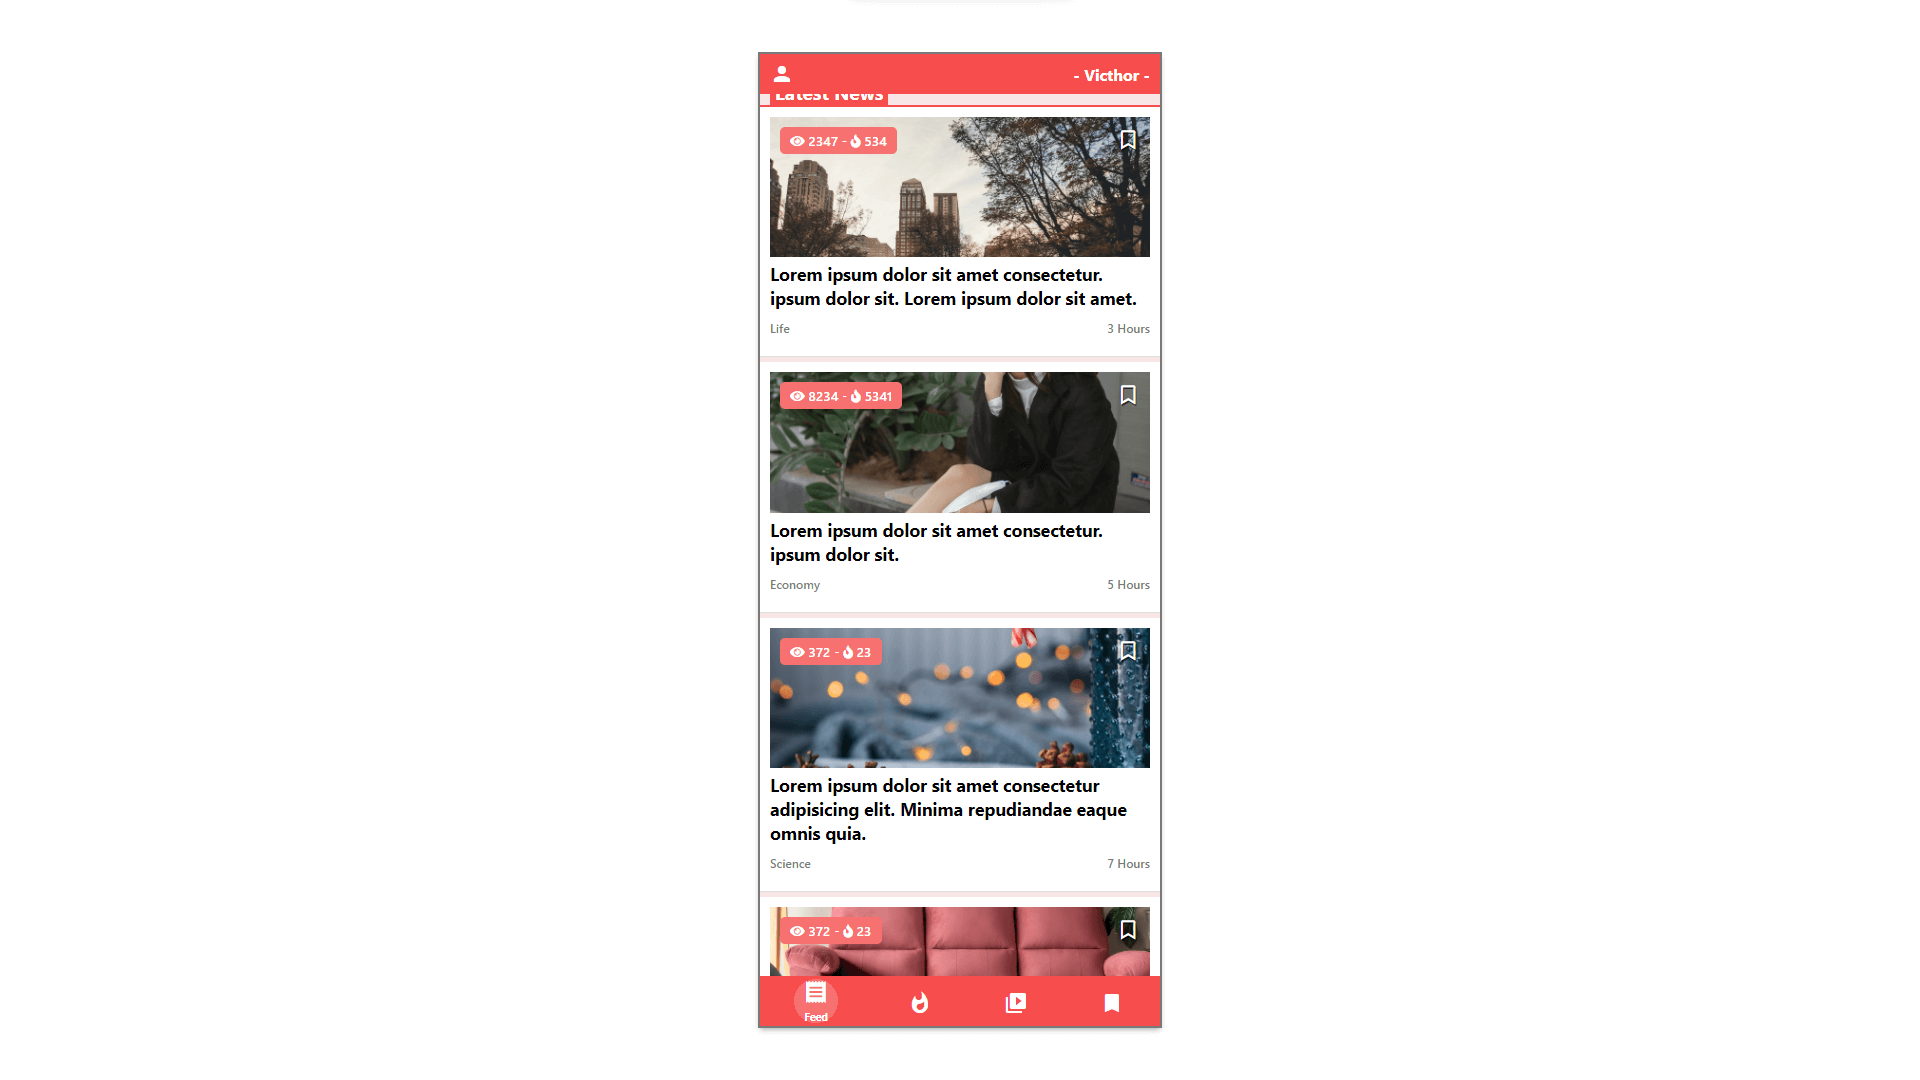 - Victhor -
Latest News
2347 - 534
Lorem ipsum dolor sit amet consectetur.
ipsum dolor sit. Lorem ipsum dolor sit amet.
Life
3 Hours
8234 - 5341
Lorem ipsum dolor sit amet consectetur.
ipsum dolor sit.
Economy
5 Hours
372 - 23
Lorem ipsum dolor sit amet consectetur
adipisicing elit. Minima repudiandae eaque
omnis quia.
Science
7 Hours
372 - 23
Feed